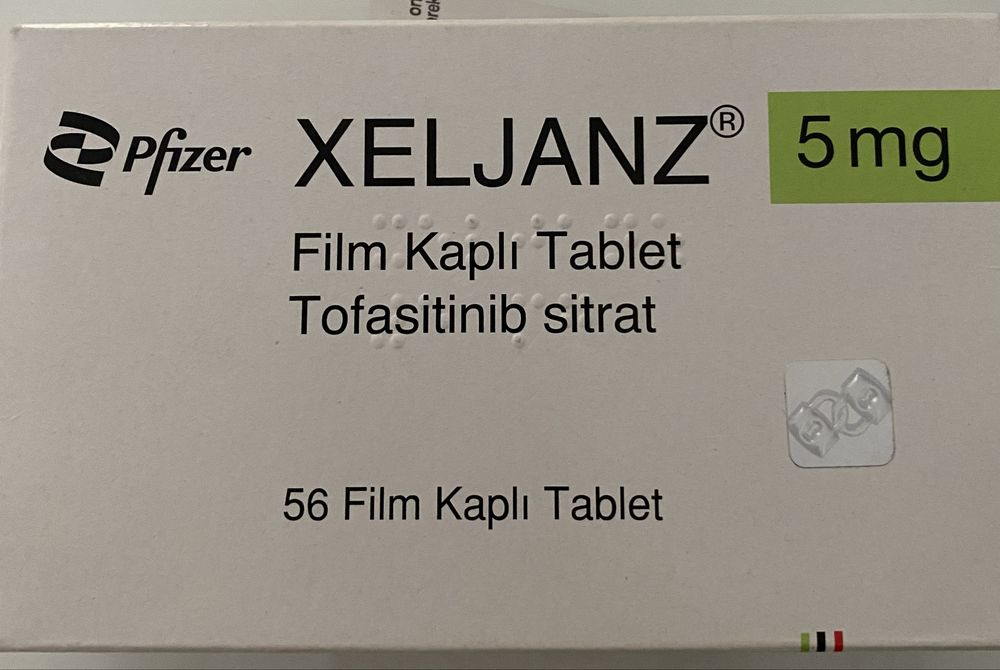 Pfizer XELJANZ® 5 mg
Film Kaplı Tablet
Tofasitinib sitrat
56 Film Kaplı Tablet